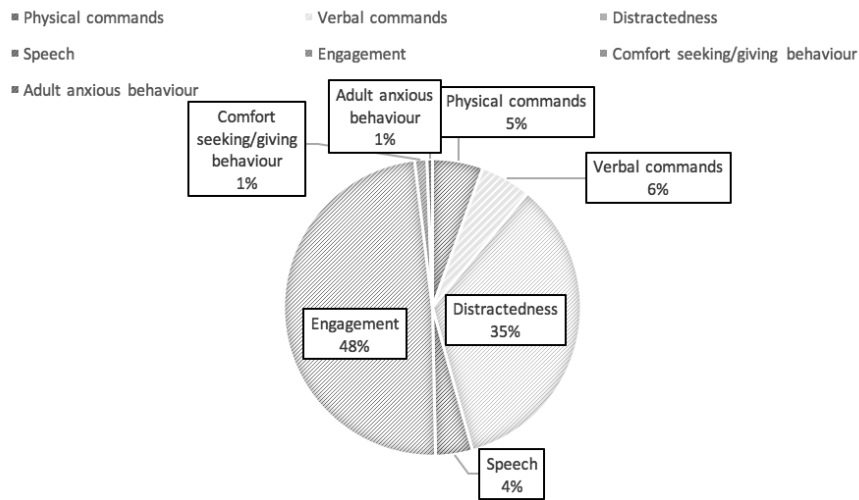 Physical commands
Verbal commands
Distractedness
Speech
Engagement
Comfort seeking/giving behaviour
Adult anxious behaviour
Comfort
seeking/giving
behaviour
1%
Adult anxious
behaviour
1%
Physical commands
5%
Verbal commands
6%
Distractedness
35%
Engagement
48%
Speech
4%